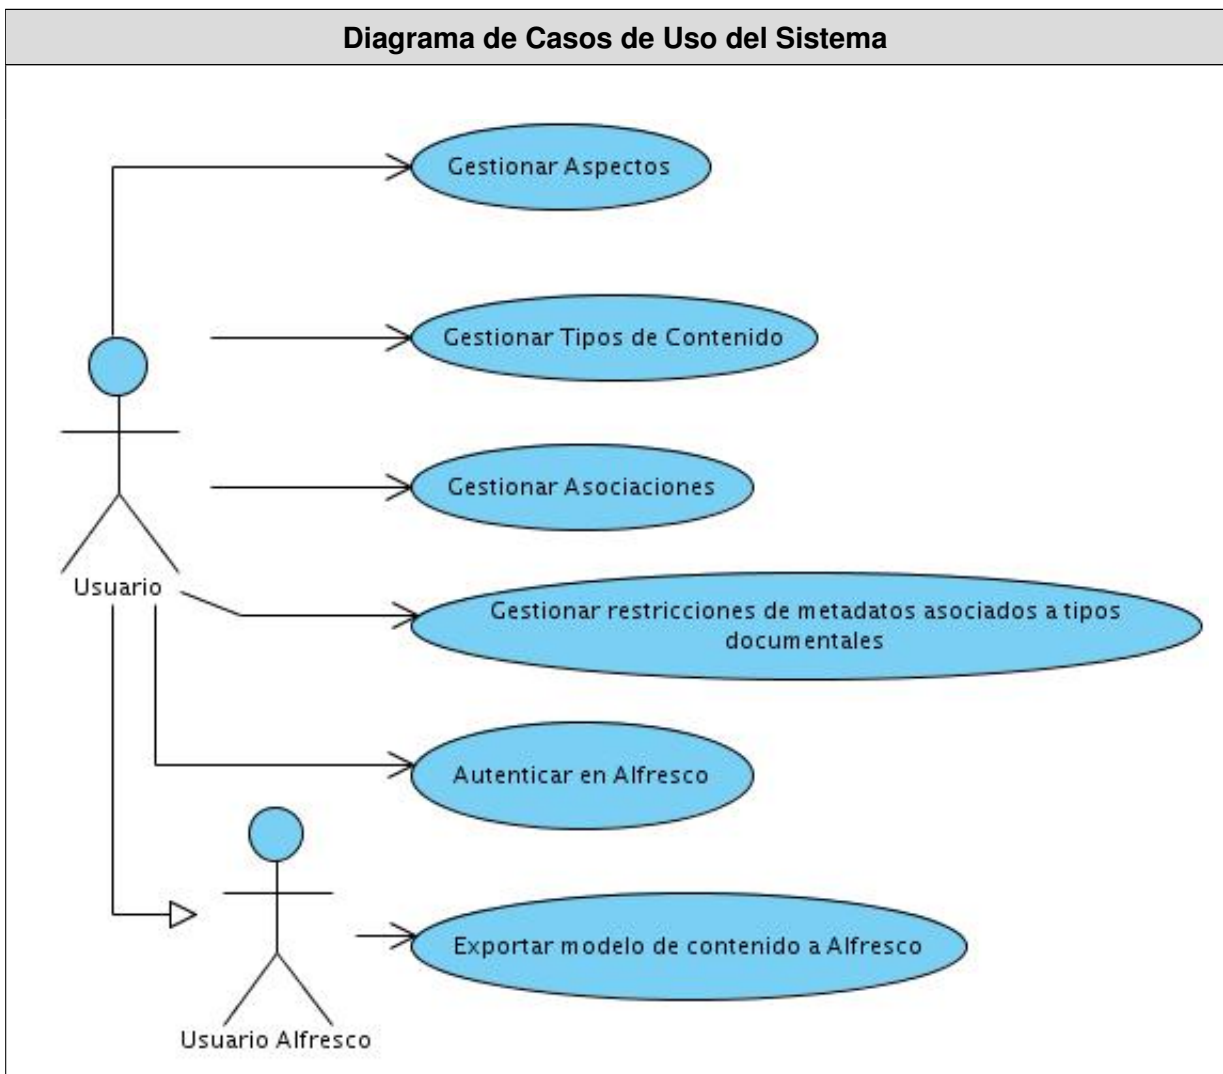 Diagrama de Casos de Uso del Sistema
Gestionar Aspectos
Gestionar Tipos de Contenido
Gestionar Asociaciones
Usuario
Gestionar restricciones de metadatos asociados a tipos
documentales
Autenticar en Alfresco
Exportar modelo de contenido a Alfresco
Usuario Alfresco